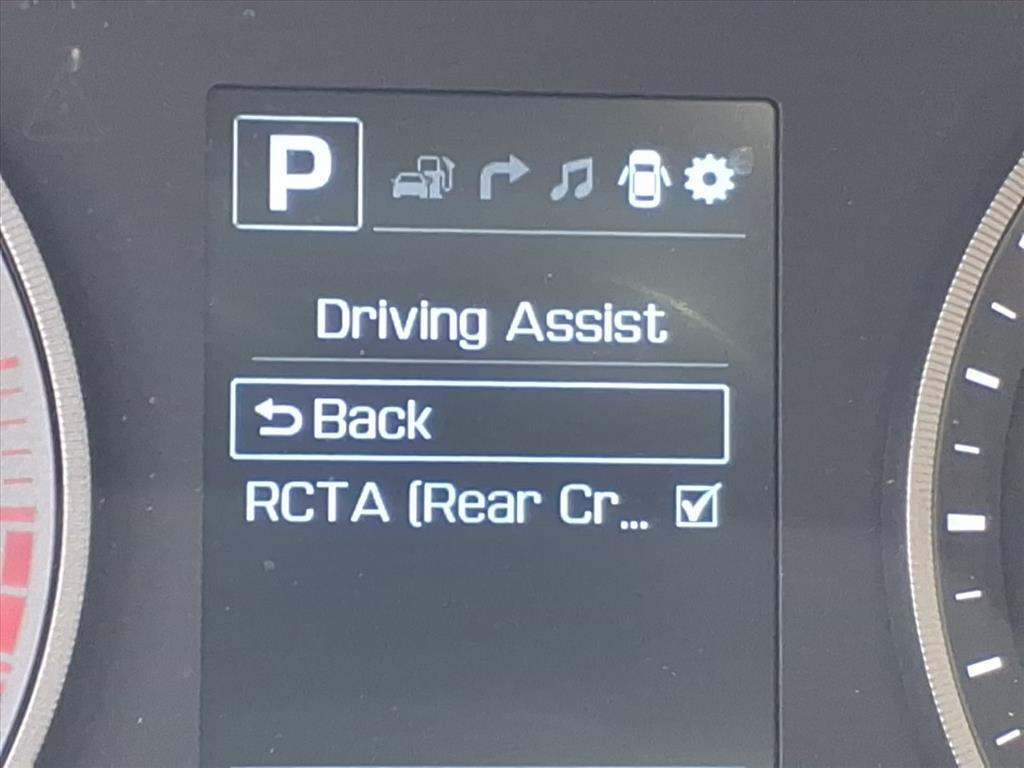 P
Driving Assist
Back
RCTA (Rear Cr...